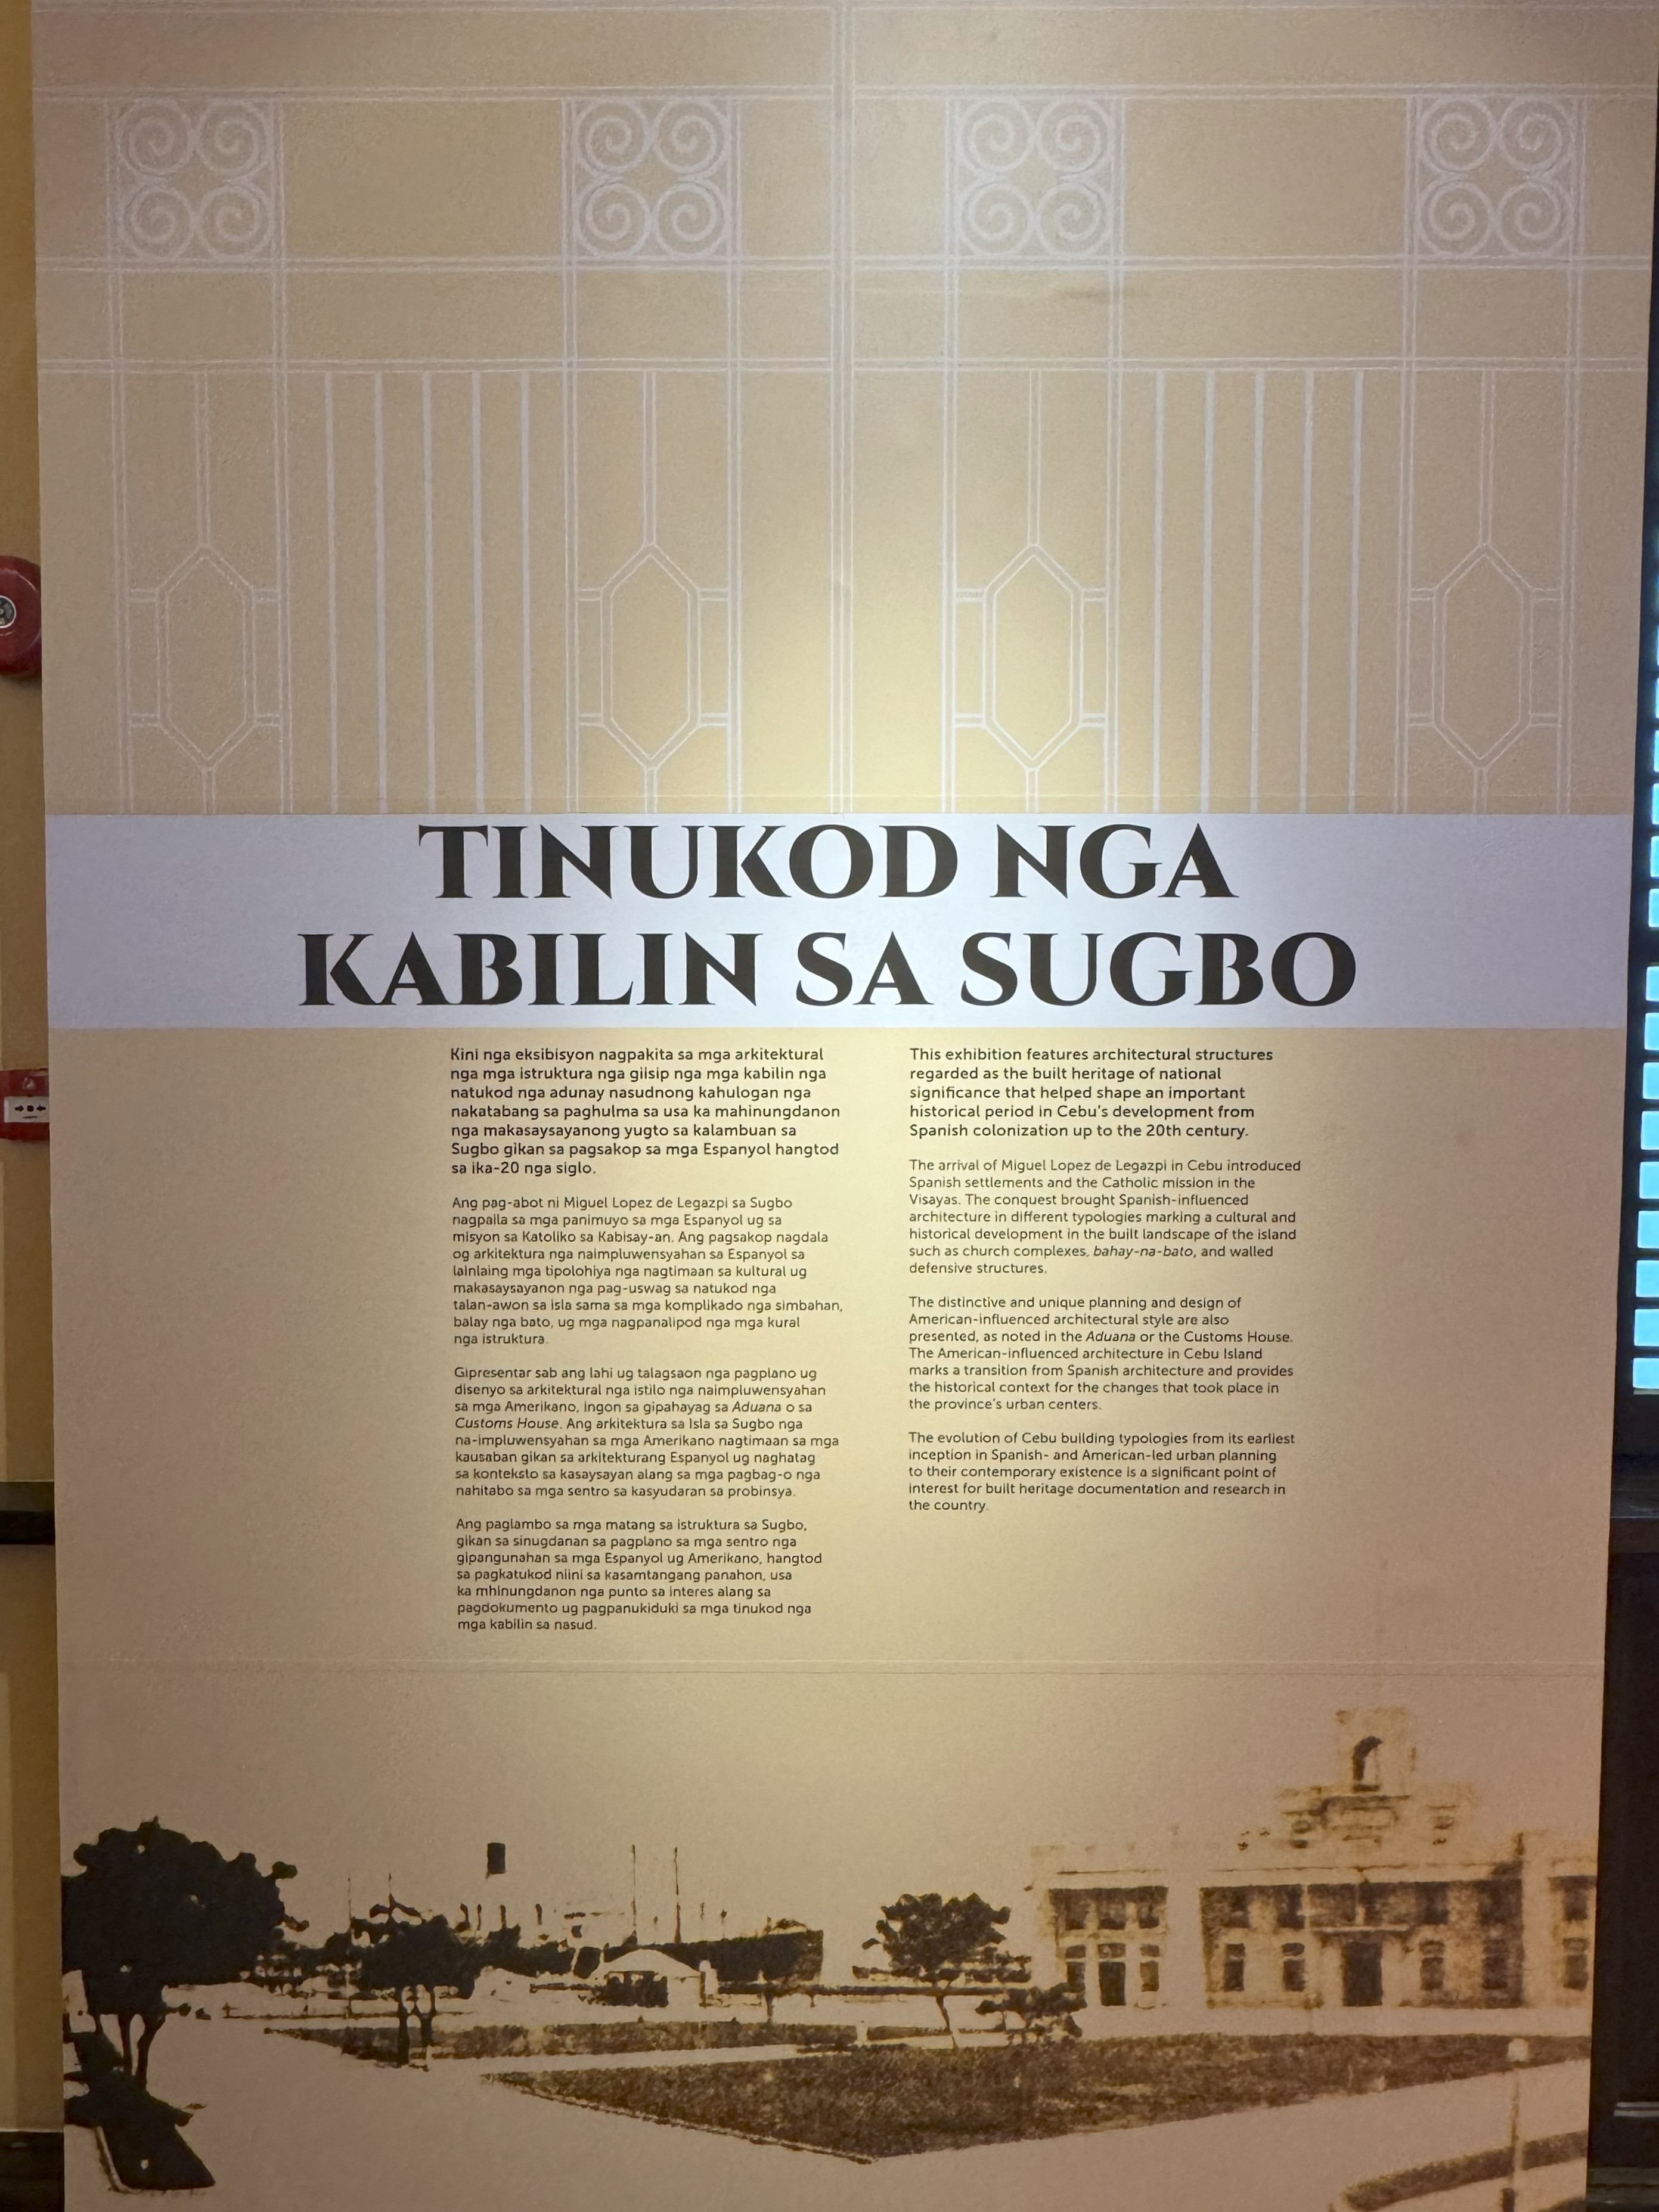 TINUKOD NGA
KABILIN SA SUGBO
Kini nga eksibisyon nagpakita sa mga arkitektural
nga mga istruktura nga giisip nga mga kabilin nga
natukod nga adunay nasudnong kahulogan nga
nakatabang sa paghulma sa usa ka mahinungdanon
nga makasaysayanong yugto sa kalambuan sa
Sugbo gikan sa pagsakop sa mga Espanyol hangtod
sa ika-20 nga siglo.
Ang pag-abot ni Miguel Lopez de Legazpi sa Sugbo
nagpaila sa mga panimuyo sa mga Espanyol ug sa
misyon sa Katoliko sa Kabisay-an. Ang pagsakop nagdala
og arkitektura nga naimpluwensyahan sa Espanyol sa
lainlaing mga tipolohiya nga nagtimaan sa kultural ug
makasaysayanon nga pag-uswag sa natukod nga
talan-awon sa isla sama sa mga komplikado nga simbahan,
balay nga bato, ug mga nagpanalipod nga mga kural
nga istruktura.
Gipresentar sab ang lahi ug talagsaon nga pagplano ug
disenyo sa arkitektural nga istilo nga naimpluwensyahan
sa mga Amerikano, ingon sa gipahayag sa Aduana o sa
Customs House. Ang arkitektura sa Isla sa Sugbo nga
na-impluwensyahan sa mga Amerikano nagtimaan sa mga
kausaban gikan sa arkitekturang Espanyol ug naghatag
sa konteksto sa kasaysayan alang sa mga pagbag-o nga
nahitabo sa mga sentro sa kasyudaran sa probinsya.
Ang paglambo sa mga matang sa istruktura sa Sugbo,
gikan sa sinugdanan sa pagplano sa mga sentro nga
gipangunahan sa mga Espanyol ug Amerikano, hangtod
sa pagkatukod niini sa kasamtangang panahon, usa
ka mhinungdanon nga punto sa interes alang sa
pagdokumento ug pagpanukiduki sa mga tinukod nga
mga kabilin sa nasud.
This exhibition features architectural structures
regarded as the built heritage of national
significance that helped shape an important
historical period in Cebu's development from
Spanish colonization up to the 20th century.
The arrival of Miguel Lopez de Legazpi in Cebu introduced
Spanish settlements and the Catholic mission in the
Visayas. The conquest brought Spanish-influenced
architecture in different typologies marking a cultural and
historical development in the built landscape of the island
such as church complexes, bahay-na-bato, and walled
defensive structures.
The distinctive and unique planning and design of
American-influenced architectural style are also
presented, as noted in the Aduana or the Customs House.
The American-influenced architecture in Cebu Island
marks a transition from Spanish architecture and provides
the historical context for the changes that took place in
the province's urban centers.
The evolution of Cebu building typologies from its earliest
inception in Spanish- and American-led urban planning
to their contemporary existence is a significant point of
interest for built heritage documentation and research in
the country.